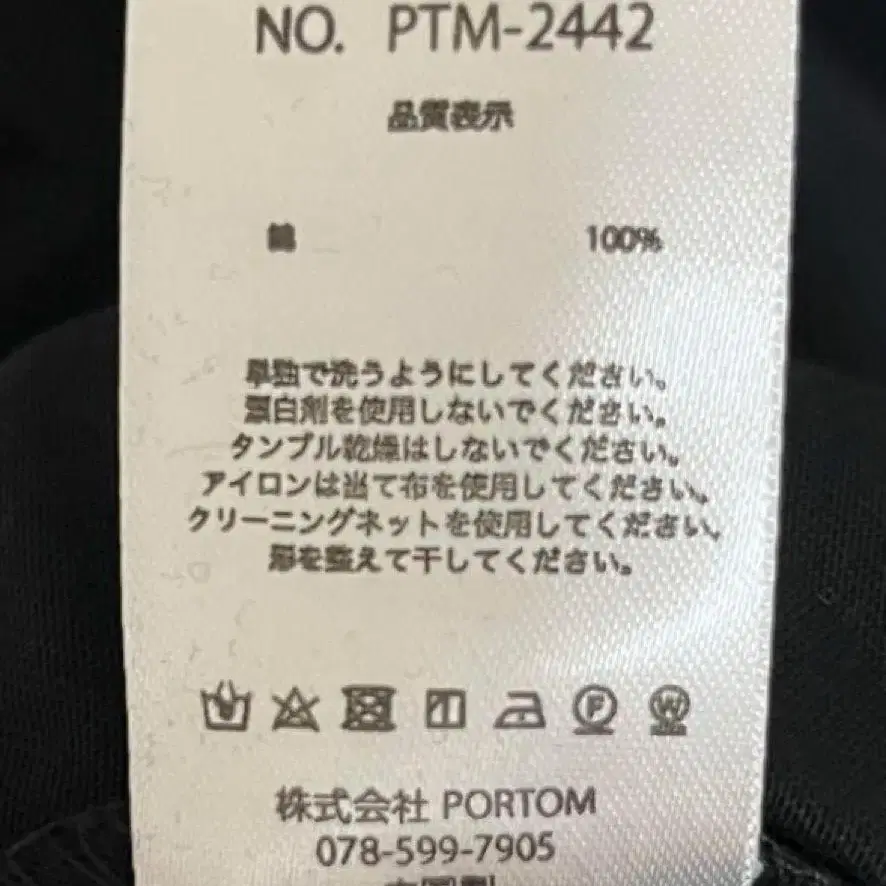 NO. PTM-2442
品質表示
綿 100%
単独で洗うようにしてください。
漂白剤を使用しないでください。
タンブル乾燥はしないでください。
アイロンは当て布を使用してください。
クリーニングネットを使用してください。
形を整えて干してください。
F W
株式会社 PORTOM
078-599-7905
中国製